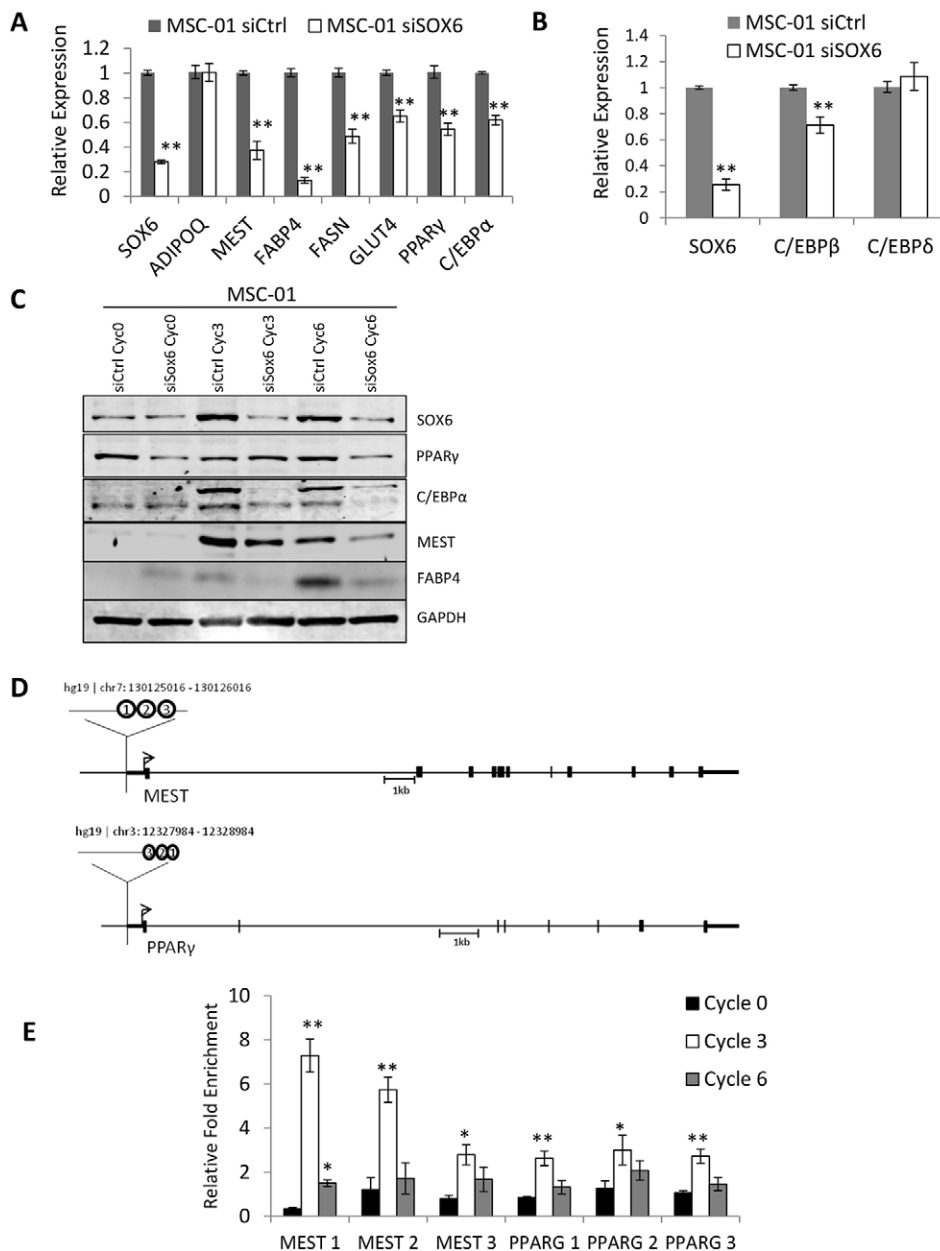 A
MSC-01 siCtrl
MSC-01 siSOX6
Relative Expression
1.2
1
0.8
0.6
0.4
0.2
0
** ** ** ** ** ** **
SOX6 ADIPOQ MEST FABP4 FASN GLUT4 PPARγ C/EBPα
B
MSC-01 siCtrl
MSC-01 siSOX6
Relative Expression
1.4
1.2
1
0.8
0.6
0.4
0.2
0
** **
SOX6 C/EBPβ C/EBPδ
C
MSC-01
siCtrl Cyc0
siSox6 Cyc0
siCtrl Cyc3
siSox6 Cyc3
siCtrl Cyc6
siSox6 Cyc6
SOX6
PPARγ
C/EBPα
MEST
FABP4
GAPDH
D
hg19 | chr7: 130125016 - 130126016
1 2 3
1kb
MEST
hg19 | chr3: 12327984 - 12328984
3 2 1
1kb
PPARγ
E
Relative Fold Enrichment
10
8
6
4
2
0
Cycle 0
Cycle 3
Cycle 6
** * ** * ** * **
MEST 1 MEST 2 MEST 3 PPARG 1 PPARG 2 PPARG 3